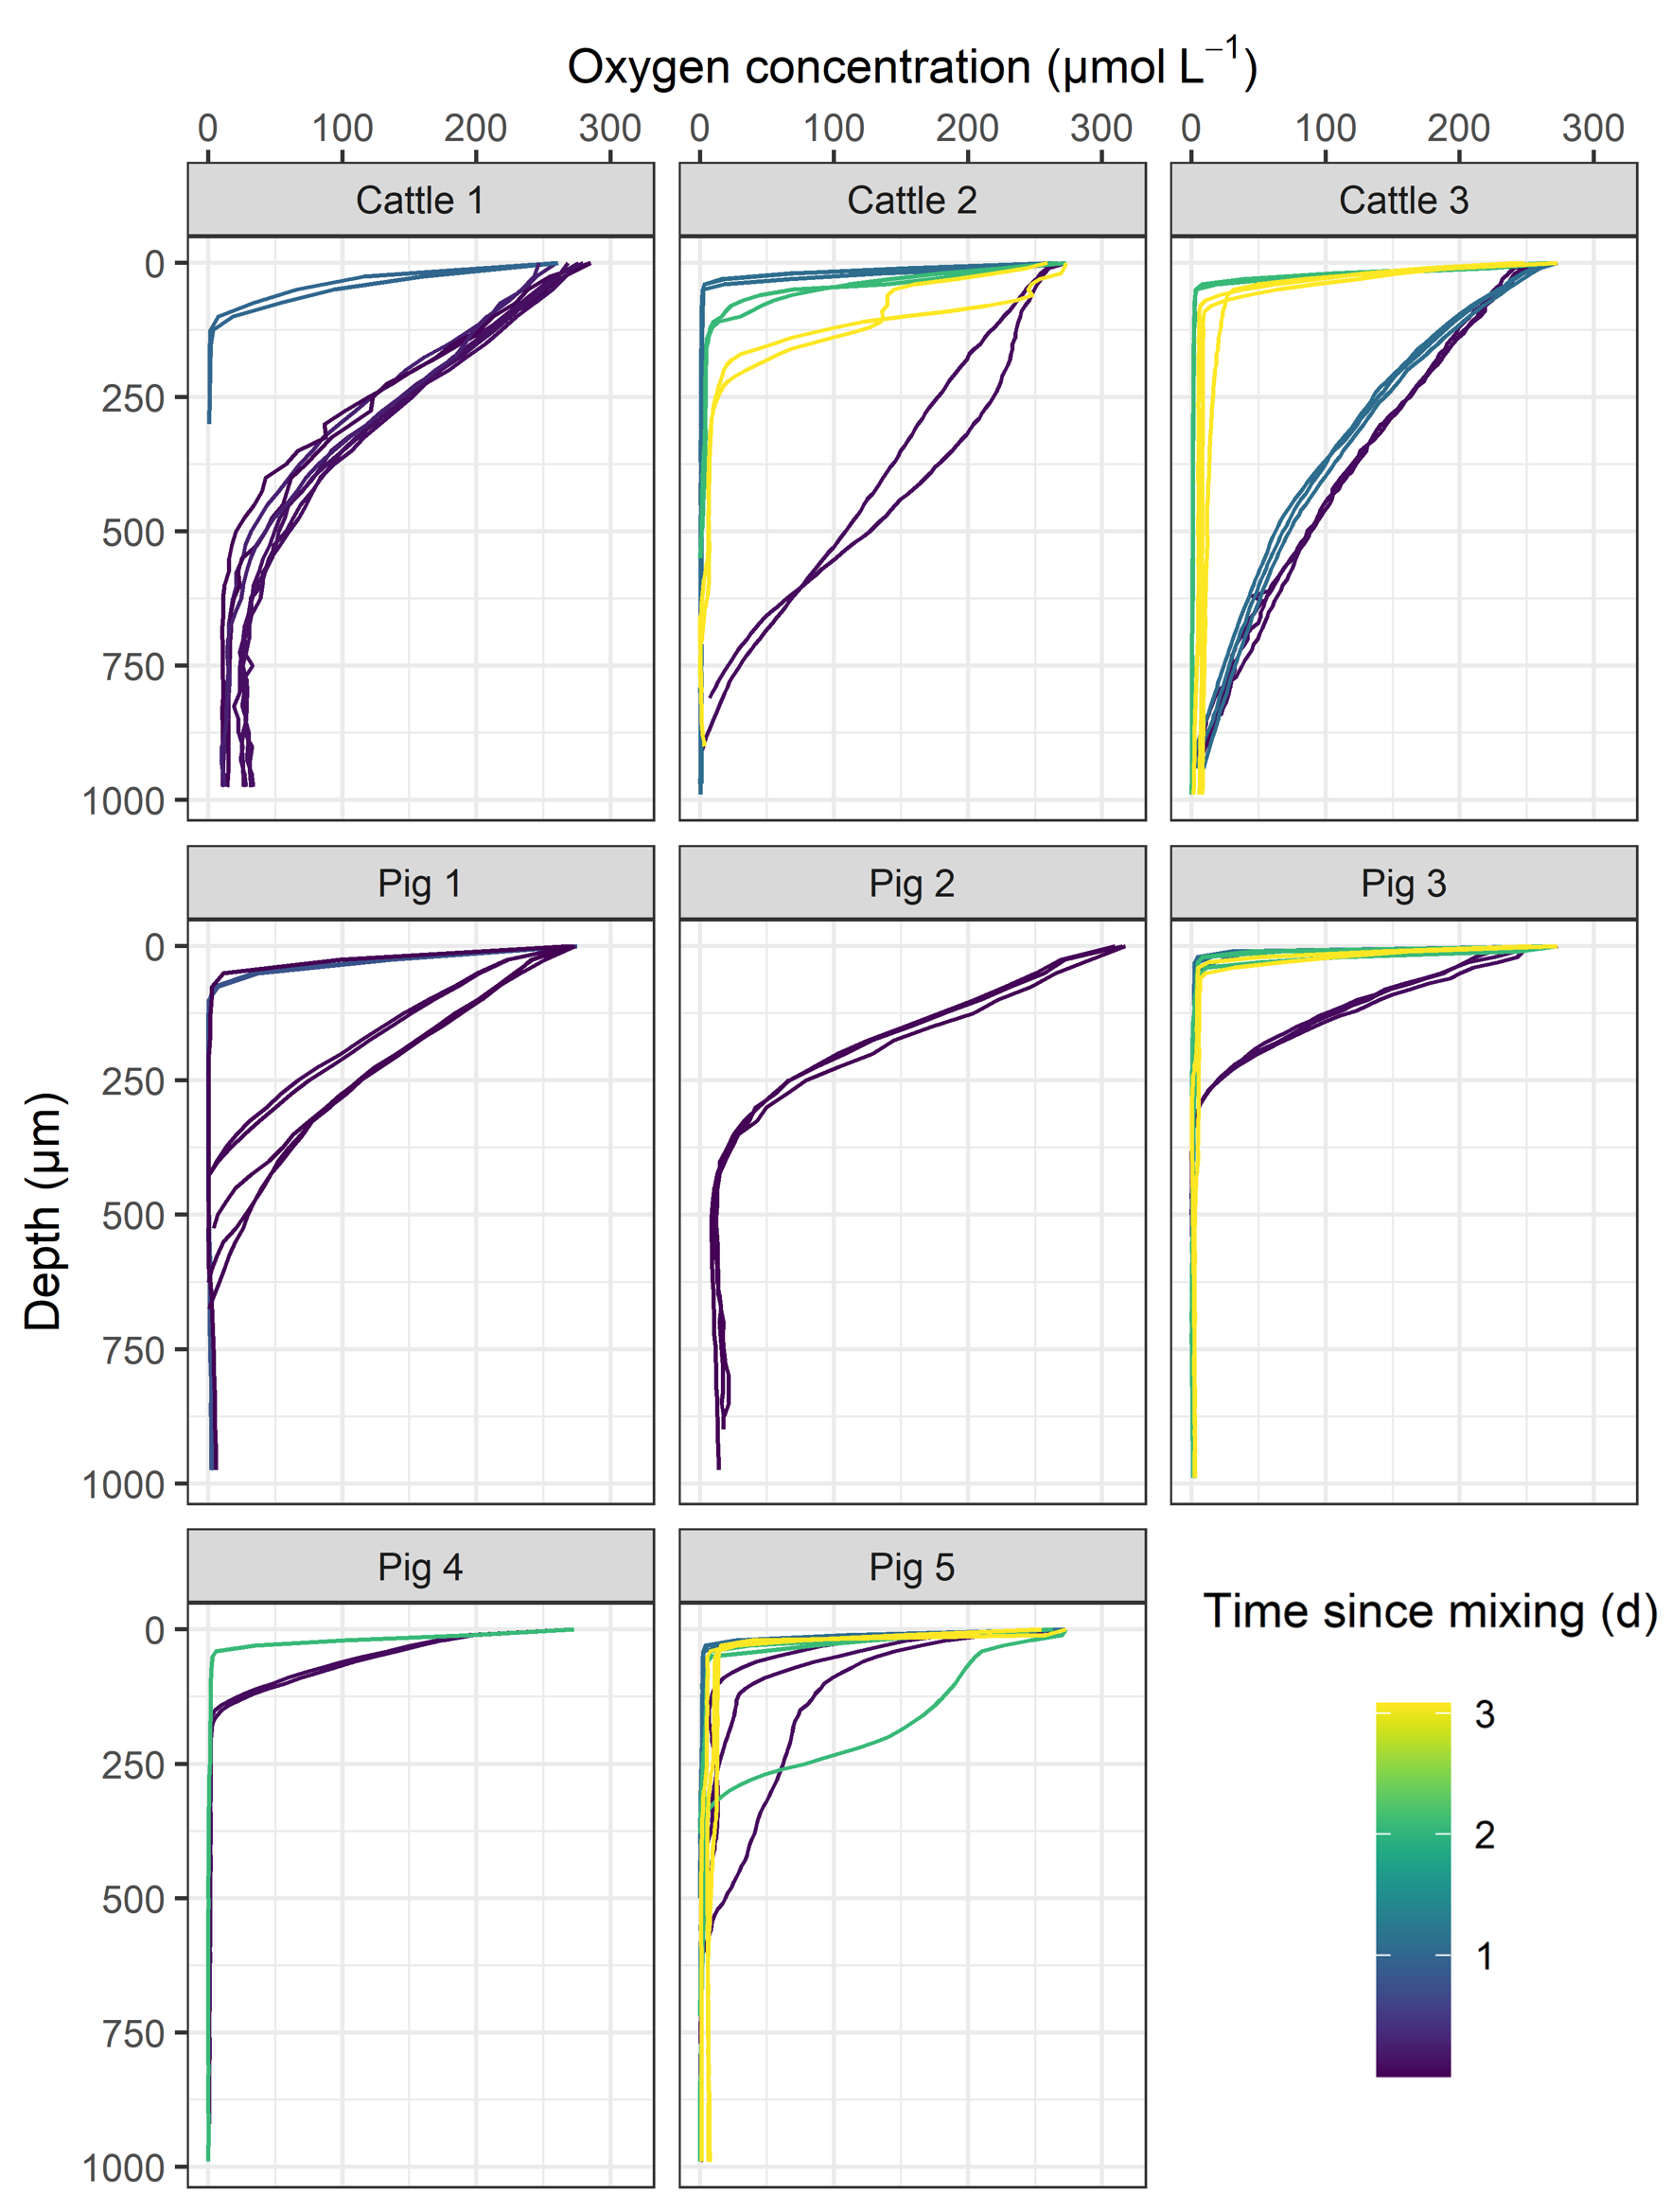 Oxygen concentration (µmol L⁻¹)
0 100 200 300 0 100 200 300 0 100 200 300
Cattle 1 Cattle 2 Cattle 3
0
250
500
750
1000
Pig 1 Pig 2 Pig 3
0
250
500
750
1000
Depth (µm)
Pig 4 Pig 5
0
250
500
750
1000
Time since mixing (d)
3
2
1